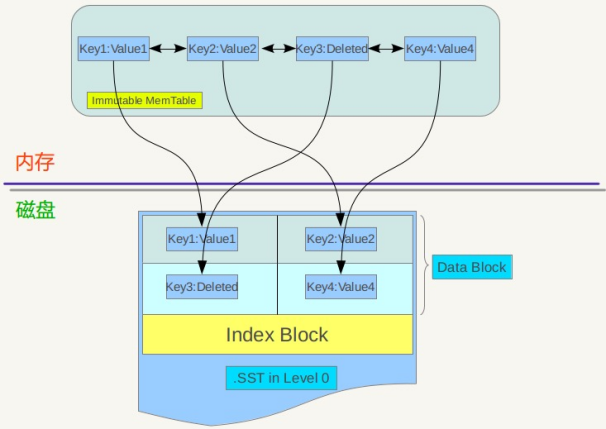 Key1:Value1 Key2:Value2 Key3:Deleted Key4:Value4
Immutable MemTable
内存
磁盘
Key1:Value1 Key2:Value2
Key3:Deleted Key4:Value4
Data Block
Index Block
.SST in Level 0